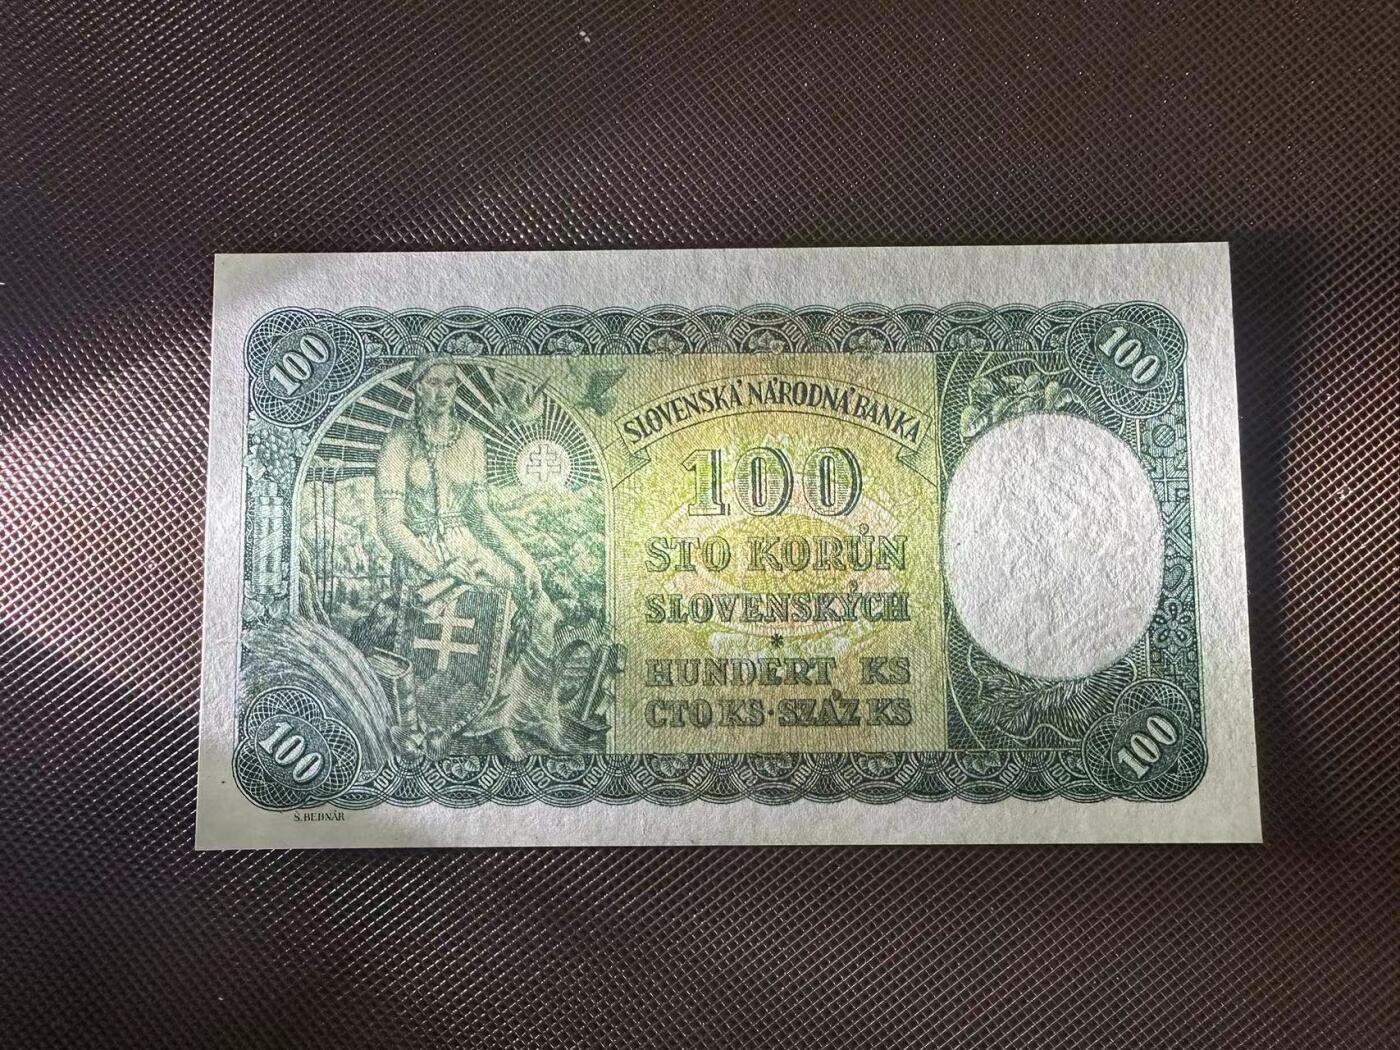 100
100
SLOVENSKÁ NÁRODNÁ BANKA
100
STO KORÚN
SLOVENSKÝCH
*
HUNDERT KS
СТО KS · SZÁZ KS
100
100
Š. BEDNÁR